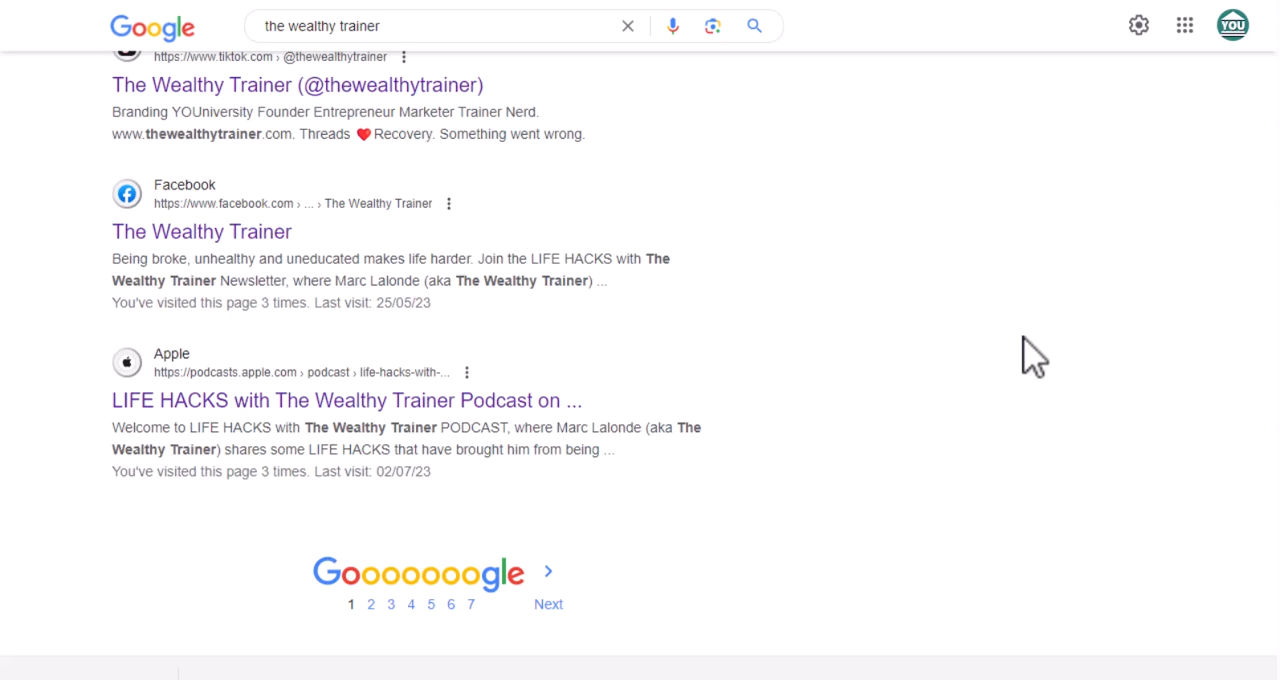 Google
the wealthy trainer
YOU
https://www.tiktok.com › @thewealthytrainer
The Wealthy Trainer (@thewealthytrainer)
Branding YOUniversity Founder Entrepreneur Marketer Trainer Nerd.
www.thewealthytrainer.com. Threads ❤️Recovery. Something went wrong.
Facebook
https://www.facebook.com › ... › The Wealthy Trainer
The Wealthy Trainer
Being broke, unhealthy and uneducated makes life harder. Join the LIFE HACKS with The
Wealthy Trainer Newsletter, where Marc Lalonde (aka The Wealthy Trainer) ...
You've visited this page 3 times. Last visit: 25/05/23
Apple
https://podcasts.apple.com › podcast › life-hacks-with-...
LIFE HACKS with The Wealthy Trainer Podcast on ...
Welcome to LIFE HACKS with The Wealthy Trainer PODCAST, where Marc Lalonde (aka The
Wealthy Trainer) shares some LIFE HACKS that have brought him from being ...
You've visited this page 3 times. Last visit: 02/07/23
Gooooooogle >
1 2 3 4 5 6 7 Next